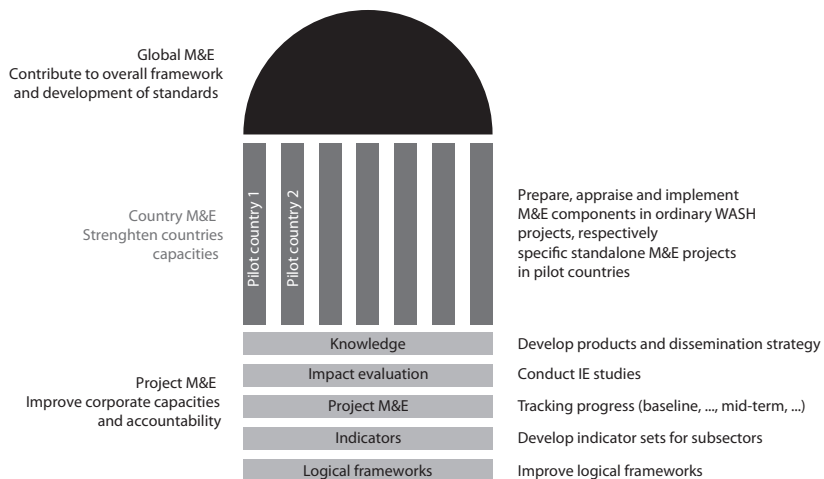 Global M&E
Contribute to overall framework
and development of standards
Country M&E
Strenghten countries
capacities
Pilot country 1
Pilot country 2
Prepare, appraise and implement
M&E components in ordinary WASH
projects, respectively
specific standalone M&E projects
in pilot countries
Project M&E
Improve corporate capacities
and accountability
Knowledge
Develop products and dissemination strategy
Impact evaluation
Conduct IE studies
Project M&E
Tracking progress (baseline, ..., mid-term, ...)
Indicators
Develop indicator sets for subsectors
Logical frameworks
Improve logical frameworks